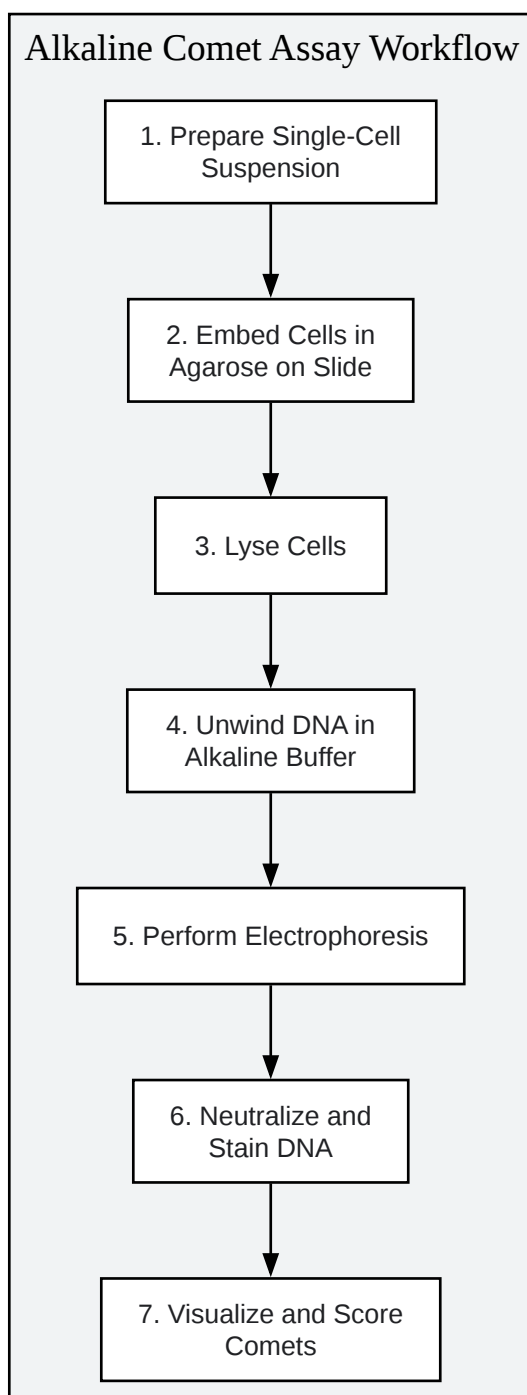 Alkaline Comet Assay Workflow
1. Prepare Single-Cell
Suspension
2. Embed Cells in
Agarose on Slide
3. Lyse Cells
4. Unwind DNA in
Alkaline Buffer
5. Perform Electrophoresis
6. Neutralize and
Stain DNA
7. Visualize and Score
Comets